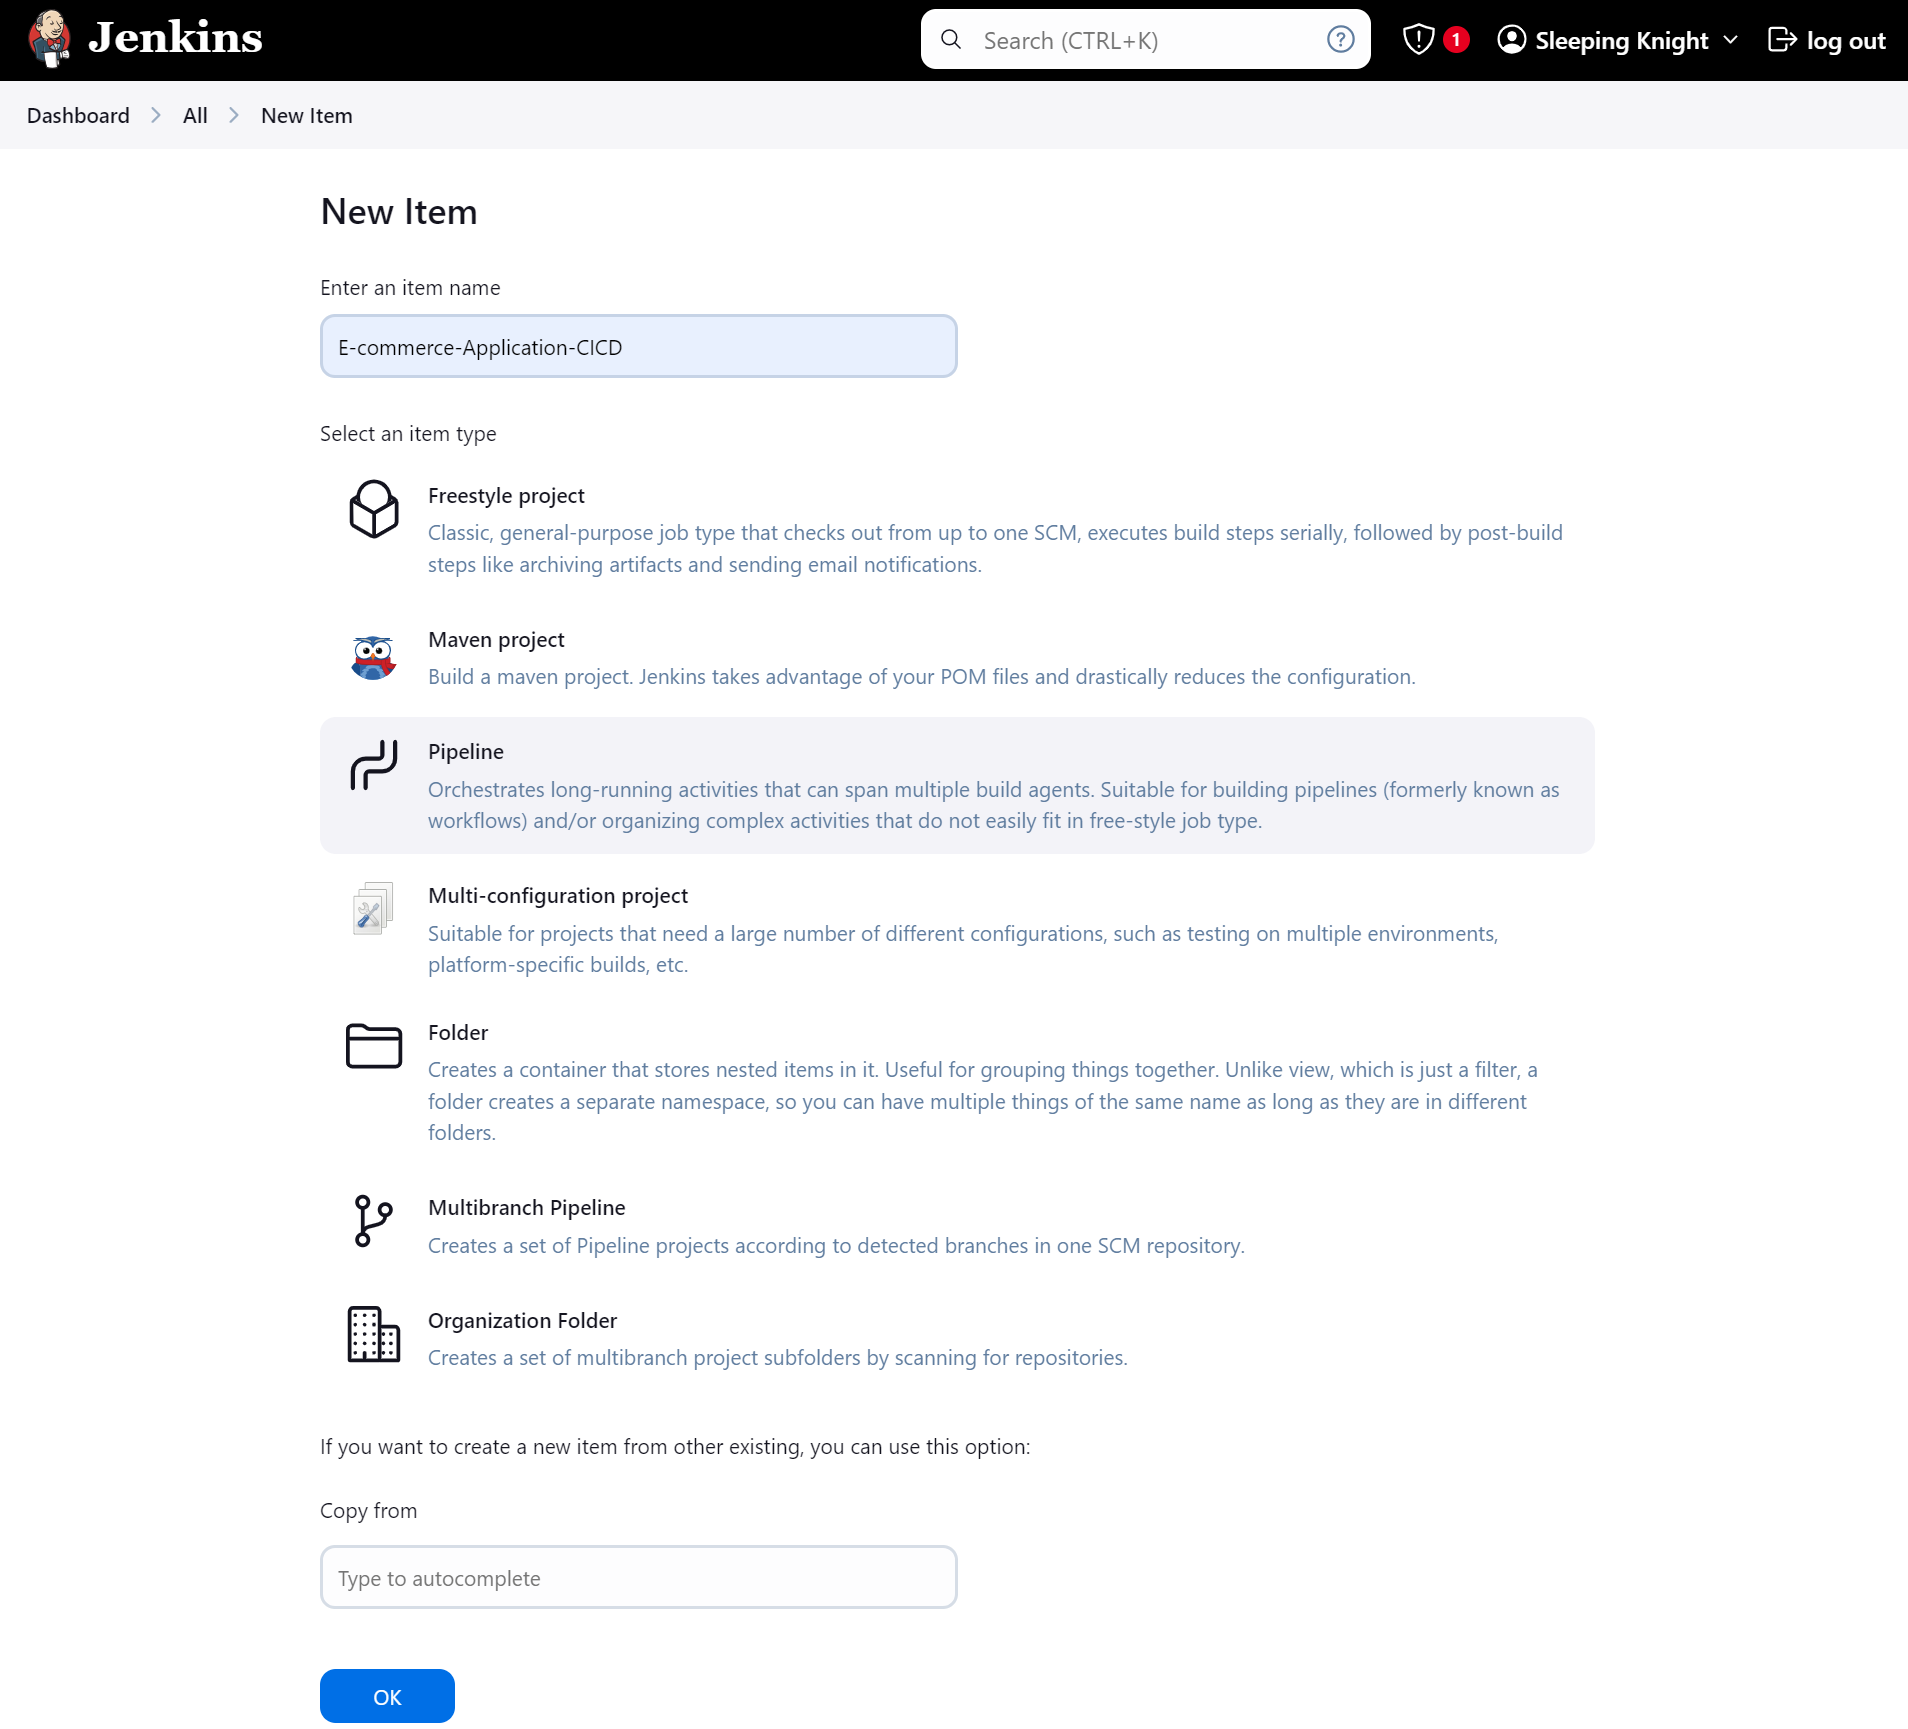 Jenkins
Search (CTRL+K)
1
Sleeping Knight
log out
Dashboard
All
New Item
New Item
Enter an item name
E-commerce-Application-CICD
Select an item type
Freestyle project
Classic, general-purpose job type that checks out from up to one SCM, executes build steps serially, followed by post-build
steps like archiving artifacts and sending email notifications.
Maven project
Build a maven project. Jenkins takes advantage of your POM files and drastically reduces the configuration.
Pipeline
Orchestrates long-running activities that can span multiple build agents. Suitable for building pipelines (formerly known as
workflows) and/or organizing complex activities that do not easily fit in free-style job type.
Multi-configuration project
Suitable for projects that need a large number of different configurations, such as testing on multiple environments,
platform-specific builds, etc.
Folder
Creates a container that stores nested items in it. Useful for grouping things together. Unlike view, which is just a filter, a
folder creates a separate namespace, so you can have multiple things of the same name as long as they are in different
folders.
Multibranch Pipeline
Creates a set of Pipeline projects according to detected branches in one SCM repository.
Organization Folder
Creates a set of multibranch project subfolders by scanning for repositories.
If you want to create a new item from other existing, you can use this option:
Copy from
Type to autocomplete
OK